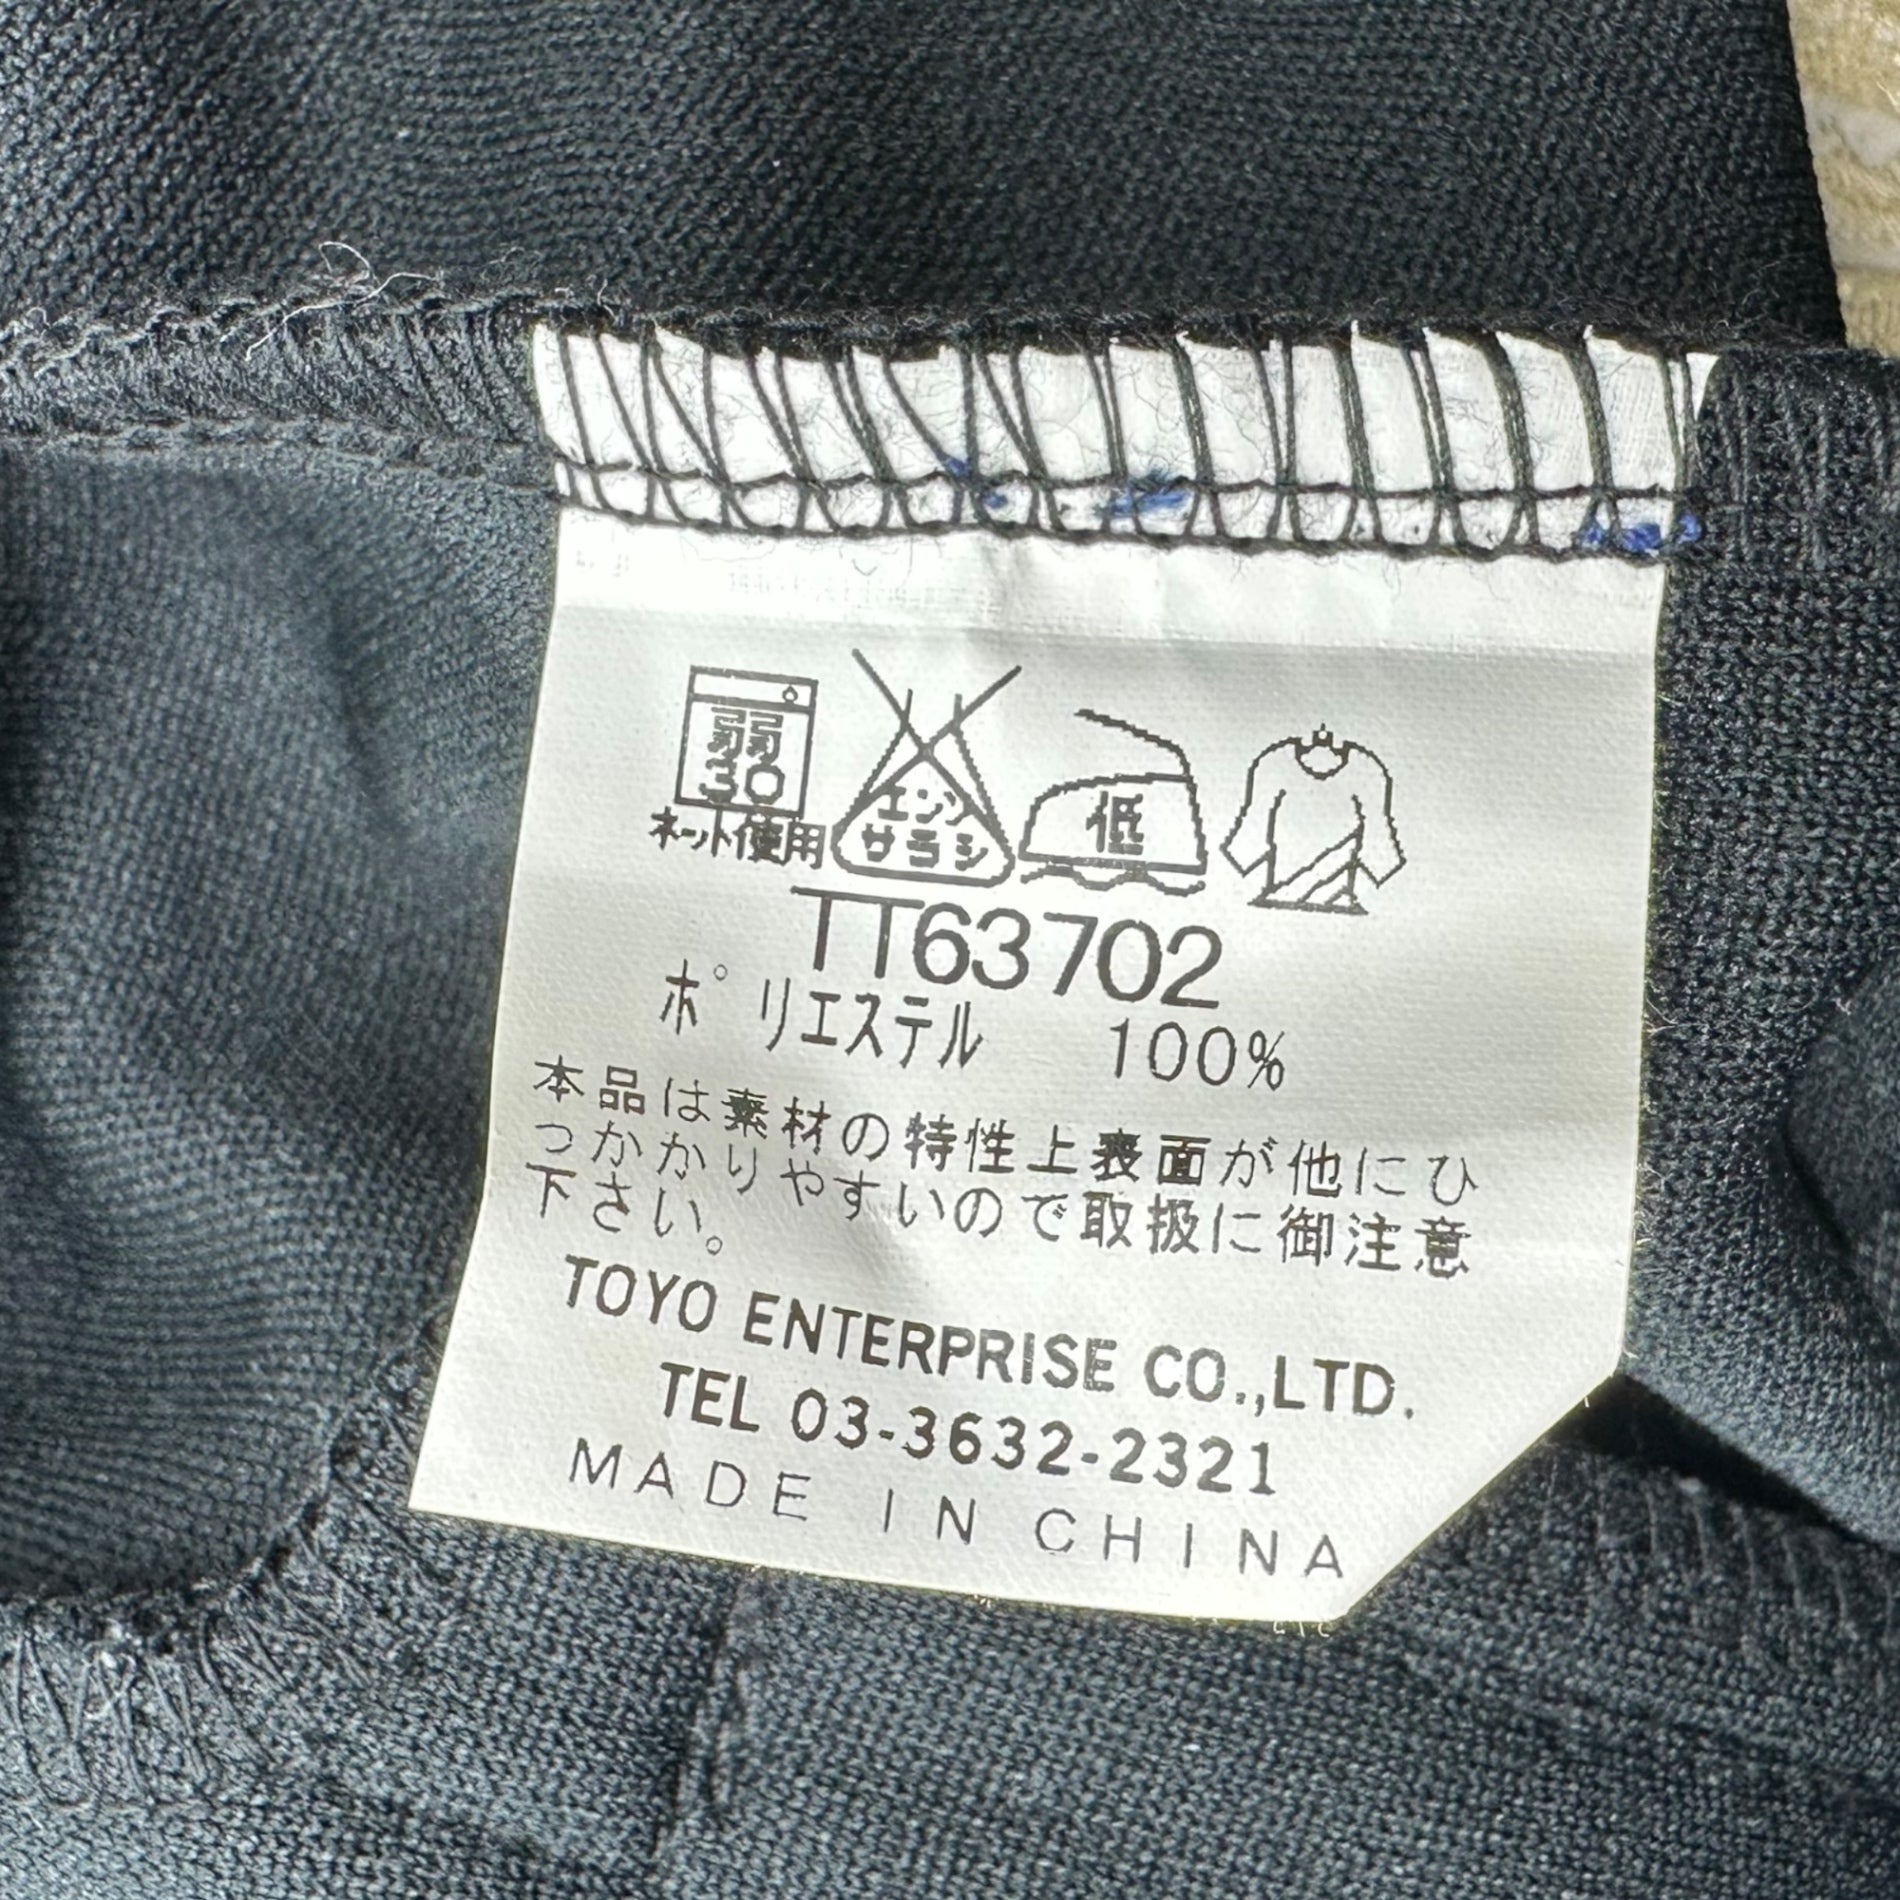 弱
30
ネット使用
エンソ
サラシ
低
TT63702
ポリエステル 100%
本品は素材の特性上表面が他にひ
っかかりやすいので取扱に御注意
下さい。
TOYO ENTERPRISE CO.,LTD.
TEL 03-3632-2321
MADE IN CHINA